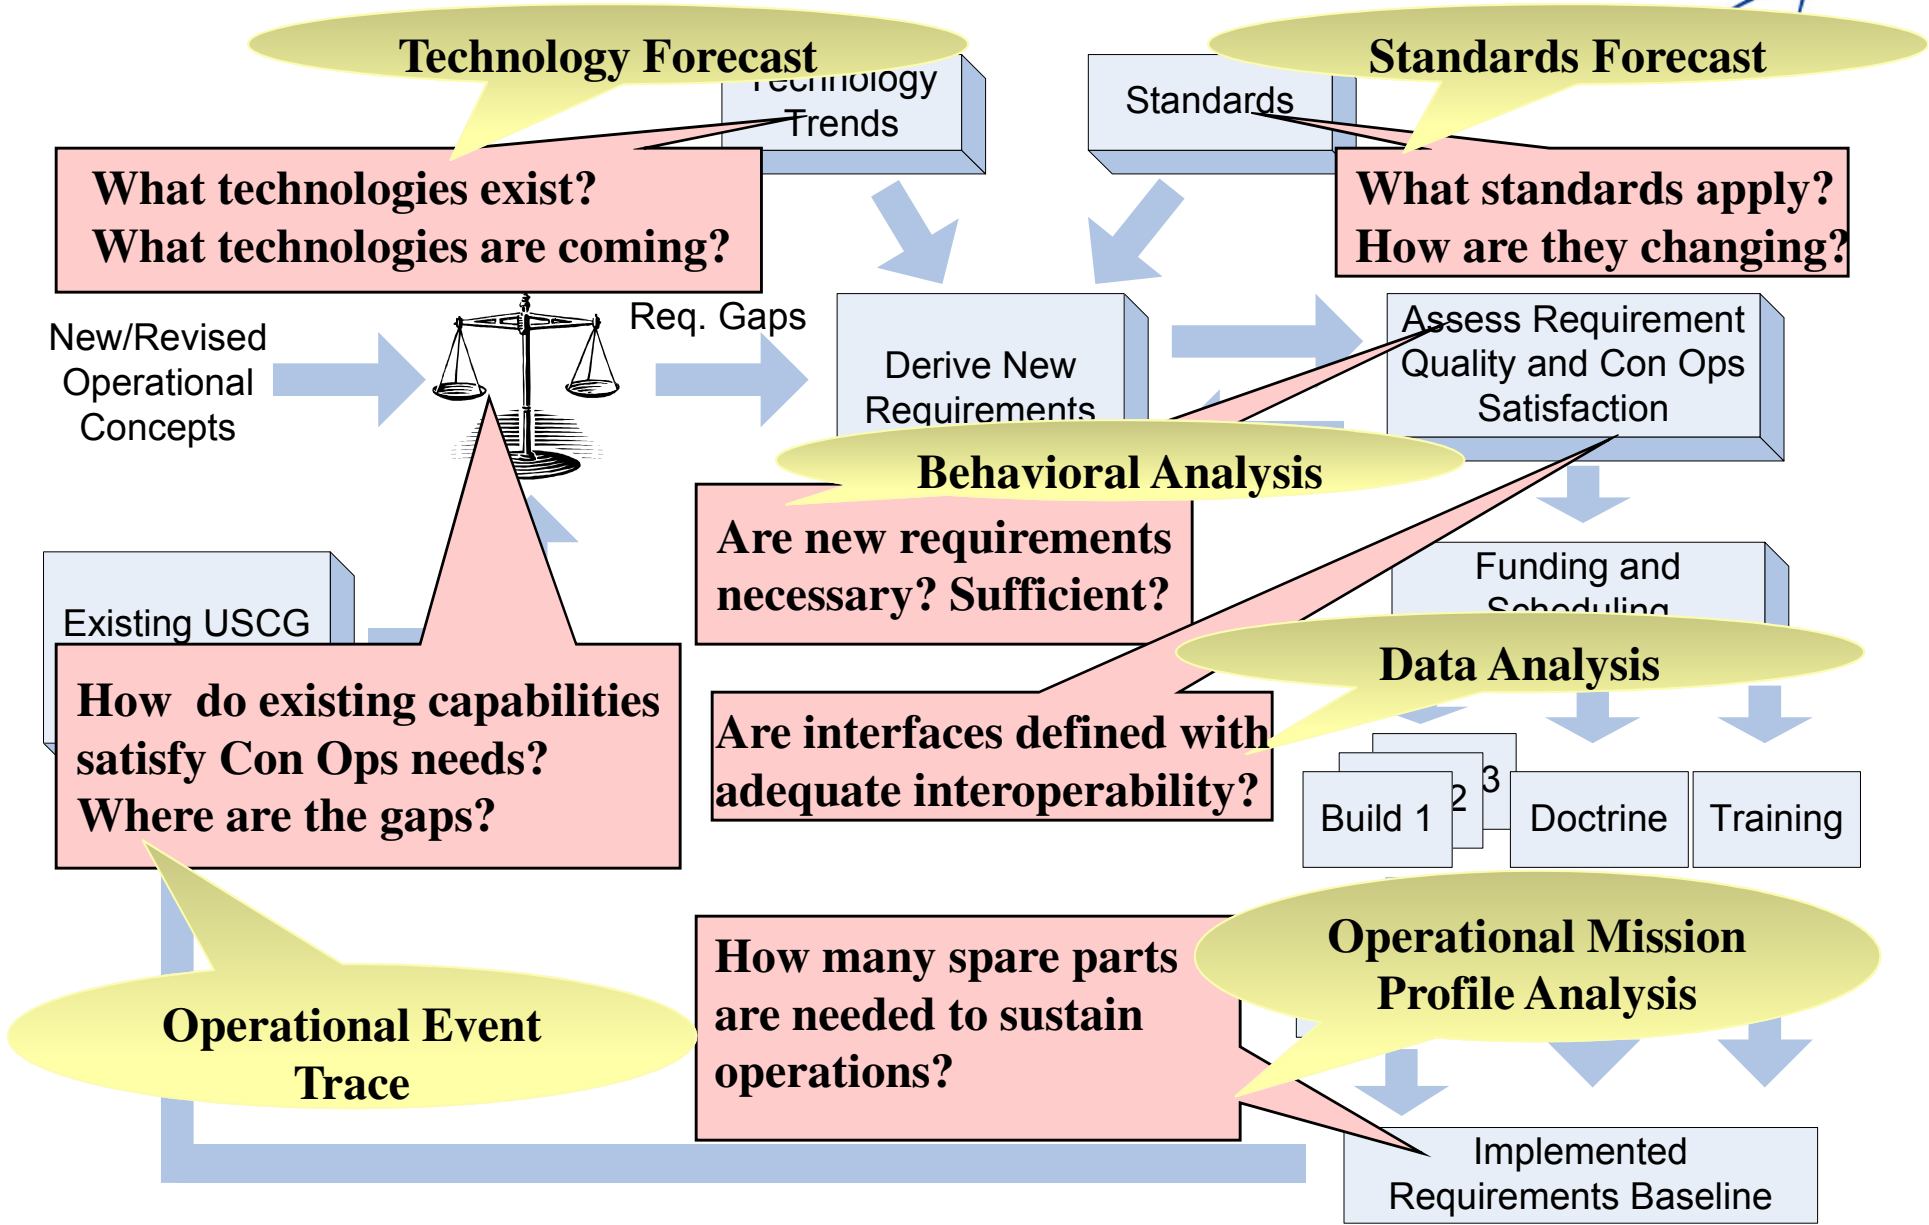 Technology Forecast
Standards Forecast
Technology
Trends
Standards
What technologies exist?
What technologies are coming?
What standards apply?
How are they changing?
New/Revised
Operational
Concepts
Req. Gaps
Derive New
Requirements
Assess Requirement
Quality and Con Ops
Satisfaction
Behavioral Analysis
Are new requirements
necessary? Sufficient?
Funding and
Scheduling
Existing USCG
Data Analysis
How do existing capabilities
satisfy Con Ops needs?
Where are the gaps?
Are interfaces defined with
adequate interoperability?
Build 1
2
3
Doctrine
Training
Operational Mission
Profile Analysis
How many spare parts
are needed to sustain
operations?
Operational Event
Trace
Implemented
Requirements Baseline